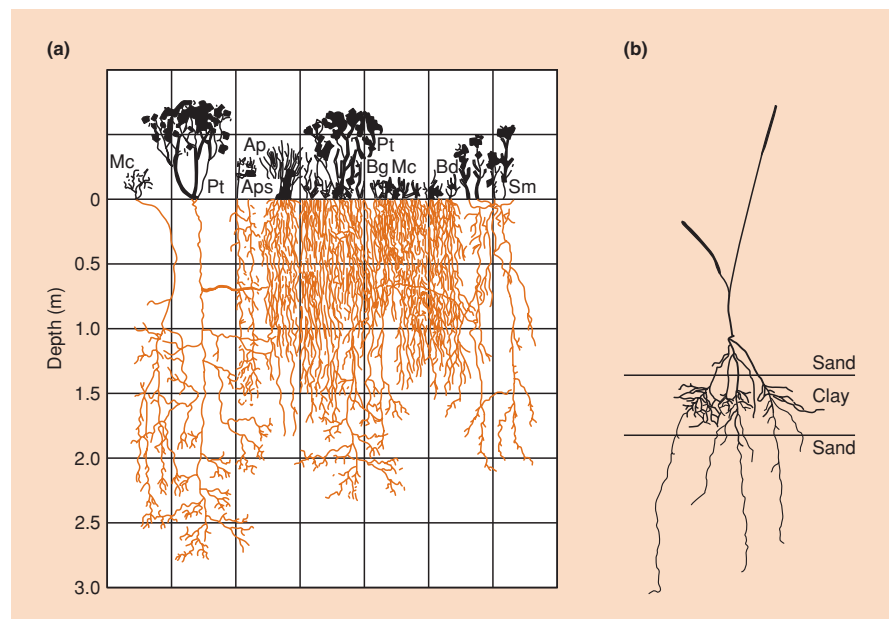 (a)
(b)
Mc
Pt
Ap
Aps
Pt
Bg Mc
Bd
Sm
0
0.5
1.0
1.5
2.0
2.5
3.0
Depth (m)
Sand
Clay
Sand